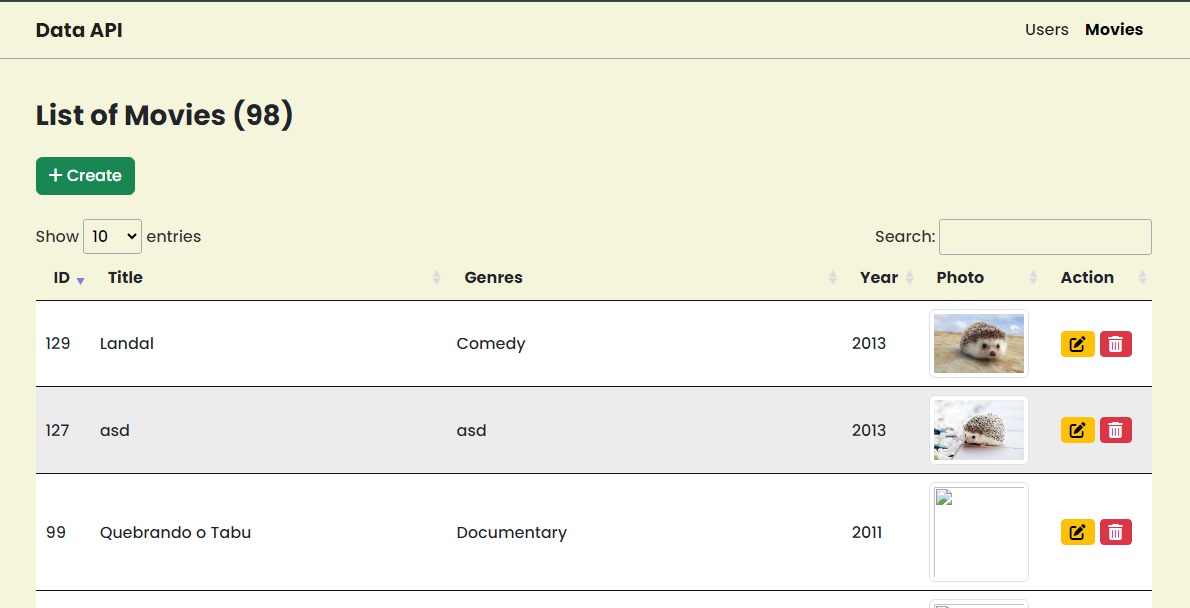 Data API
Users Movies
List of Movies (98)
+ Create
Show 10 entries
Search:
ID Title Genres Year Photo Action
129 Landal Comedy 2013
127 asd asd 2013
99 Quebrando o Tabu Documentary 2011